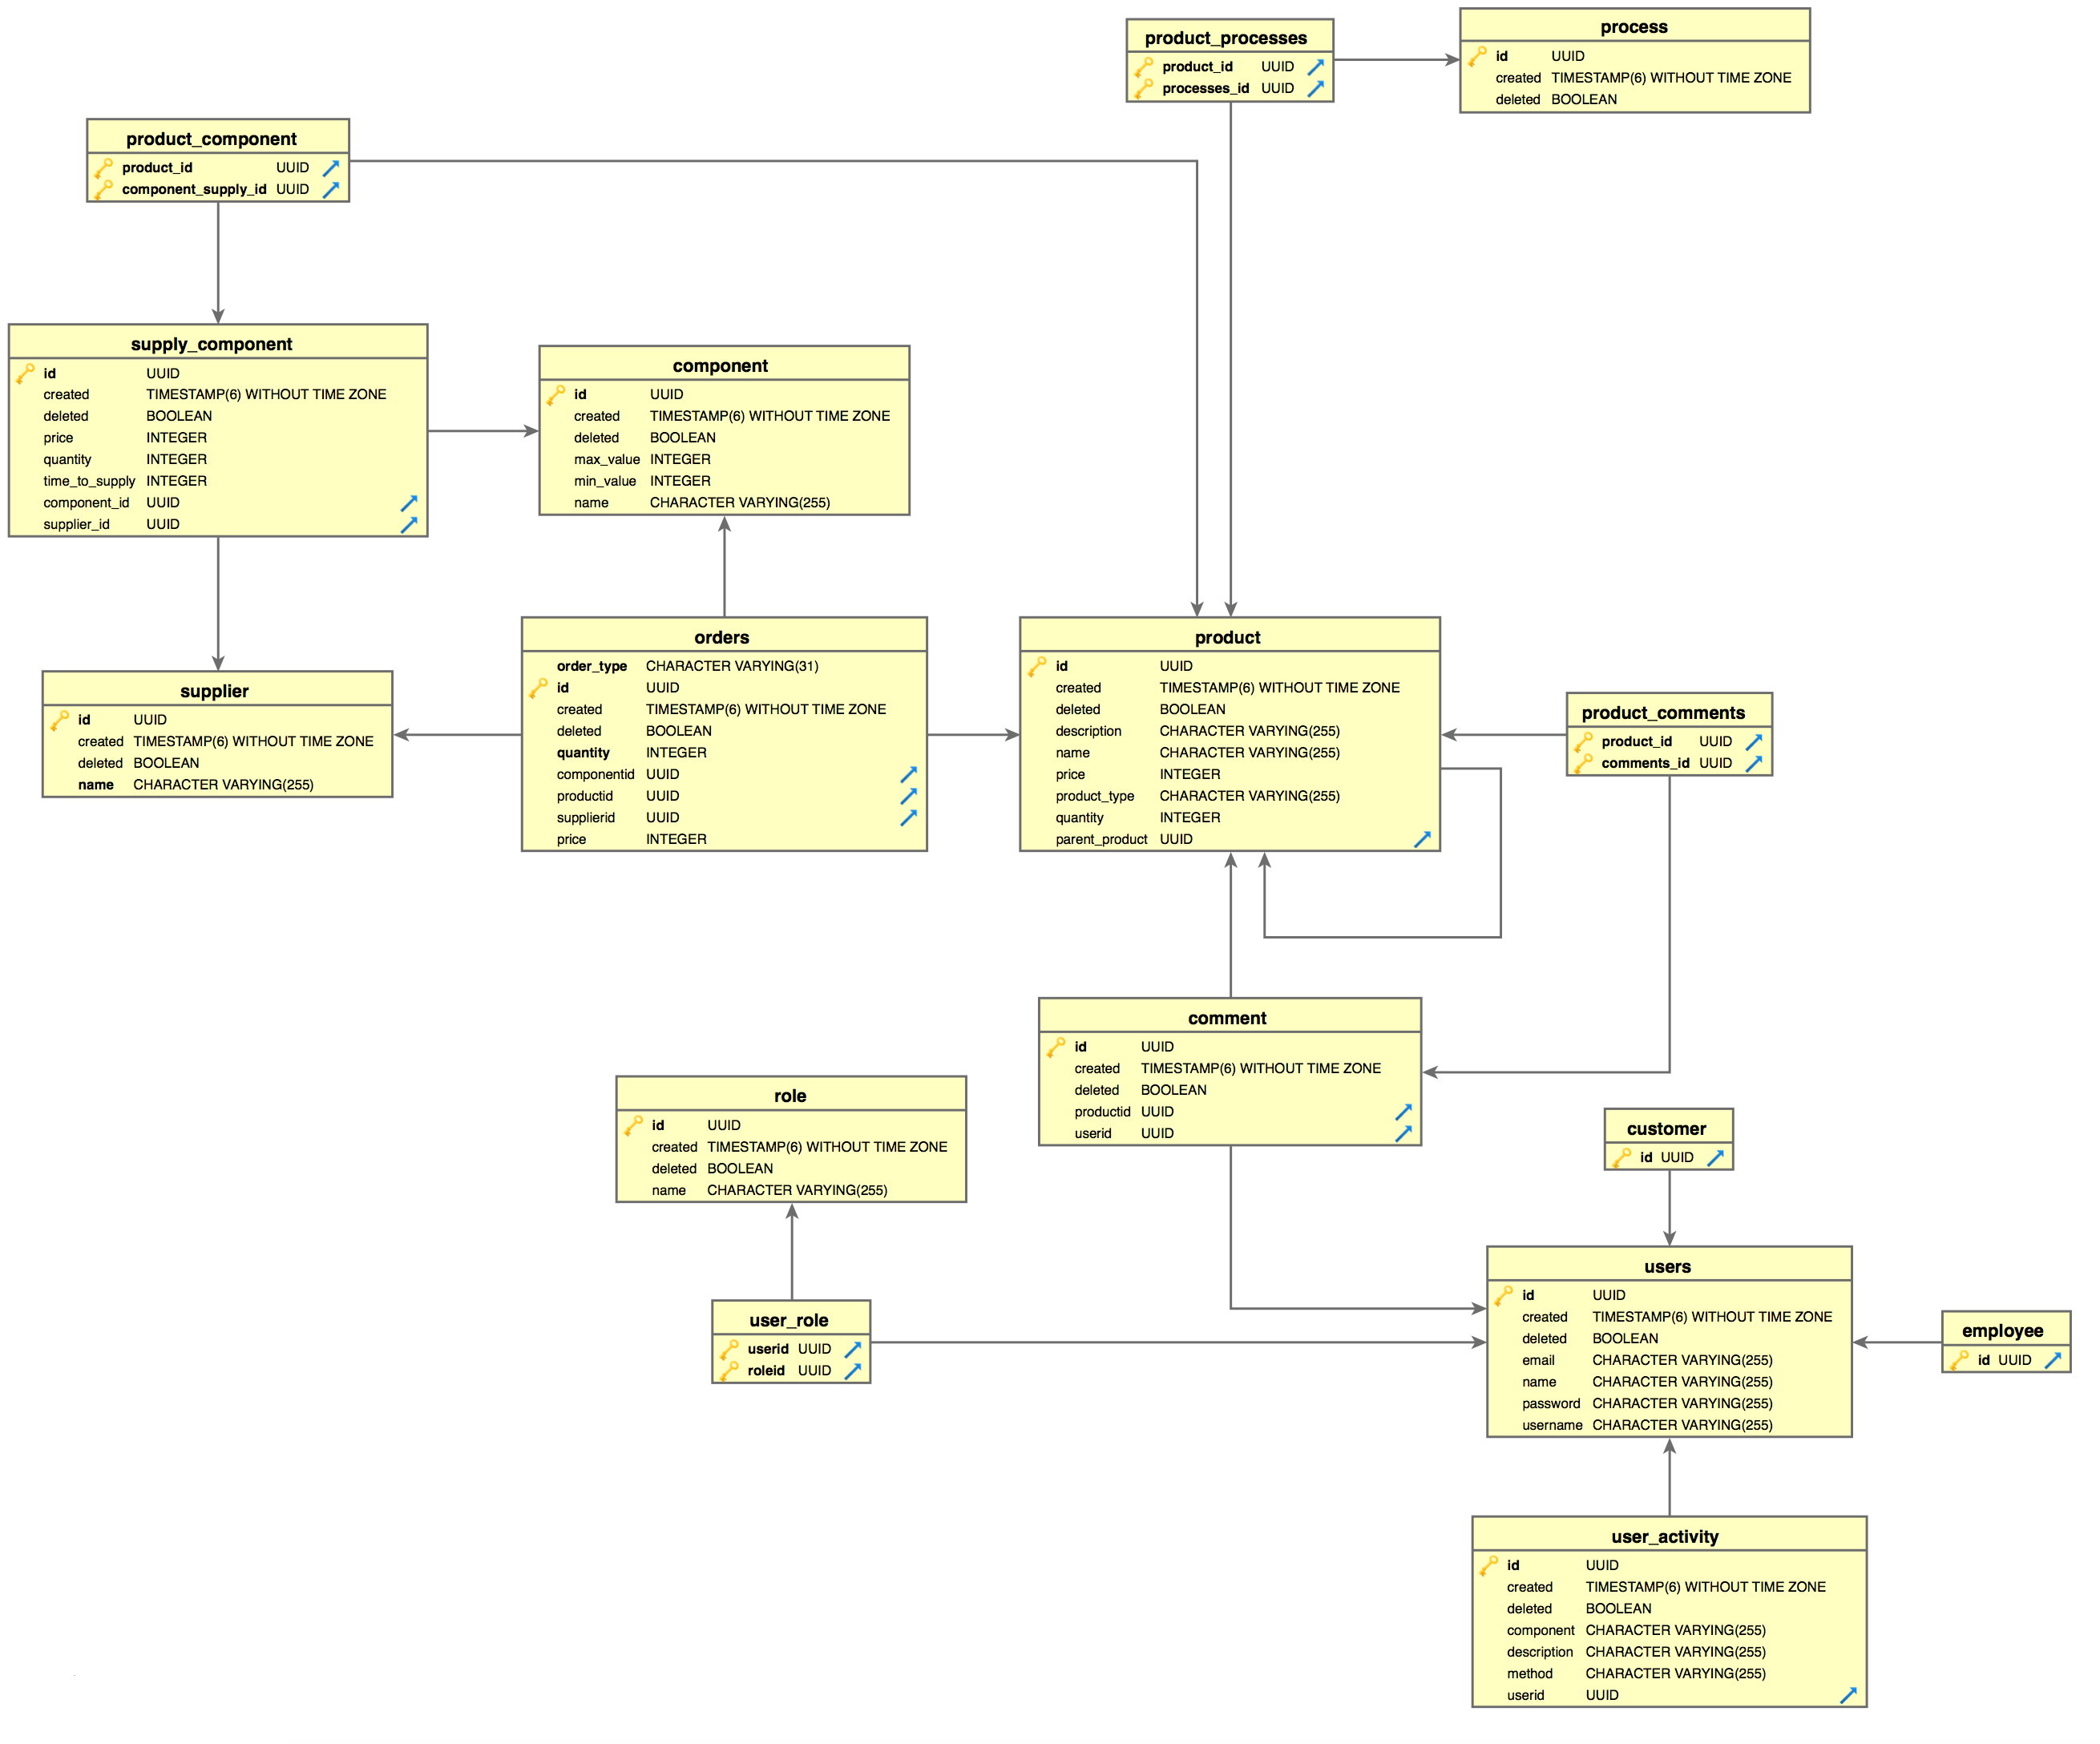 product_processes
product_id UUID
processes_id UUID
process
id UUID
created TIMESTAMP(6) WITHOUT TIME ZONE
deleted BOOLEAN
product_component
product_id UUID
component_supply_id UUID
supply_component
id UUID
created TIMESTAMP(6) WITHOUT TIME ZONE
deleted BOOLEAN
price INTEGER
quantity INTEGER
time_to_supply INTEGER
component_id UUID
supplier_id UUID
component
id UUID
created TIMESTAMP(6) WITHOUT TIME ZONE
deleted BOOLEAN
max_value INTEGER
min_value INTEGER
name CHARACTER VARYING(255)
supplier
id UUID
created TIMESTAMP(6) WITHOUT TIME ZONE
deleted BOOLEAN
name CHARACTER VARYING(255)
orders
order_type CHARACTER VARYING(31)
id UUID
created TIMESTAMP(6) WITHOUT TIME ZONE
deleted BOOLEAN
quantity INTEGER
componentid UUID
productid UUID
supplierid UUID
price INTEGER
product
id UUID
created TIMESTAMP(6) WITHOUT TIME ZONE
deleted BOOLEAN
description CHARACTER VARYING(255)
name CHARACTER VARYING(255)
price INTEGER
product_type CHARACTER VARYING(255)
quantity INTEGER
parent_product UUID
product_comments
product_id UUID
comments_id UUID
comment
id UUID
created TIMESTAMP(6) WITHOUT TIME ZONE
deleted BOOLEAN
productid UUID
userid UUID
role
id UUID
created TIMESTAMP(6) WITHOUT TIME ZONE
deleted BOOLEAN
name CHARACTER VARYING(255)
customer
id UUID
user_role
userid UUID
roleid UUID
users
id UUID
created TIMESTAMP(6) WITHOUT TIME ZONE
deleted BOOLEAN
email CHARACTER VARYING(255)
name CHARACTER VARYING(255)
password CHARACTER VARYING(255)
username CHARACTER VARYING(255)
employee
id UUID
user_activity
id UUID
created TIMESTAMP(6) WITHOUT TIME ZONE
deleted BOOLEAN
component CHARACTER VARYING(255)
description CHARACTER VARYING(255)
method CHARACTER VARYING(255)
userid UUID